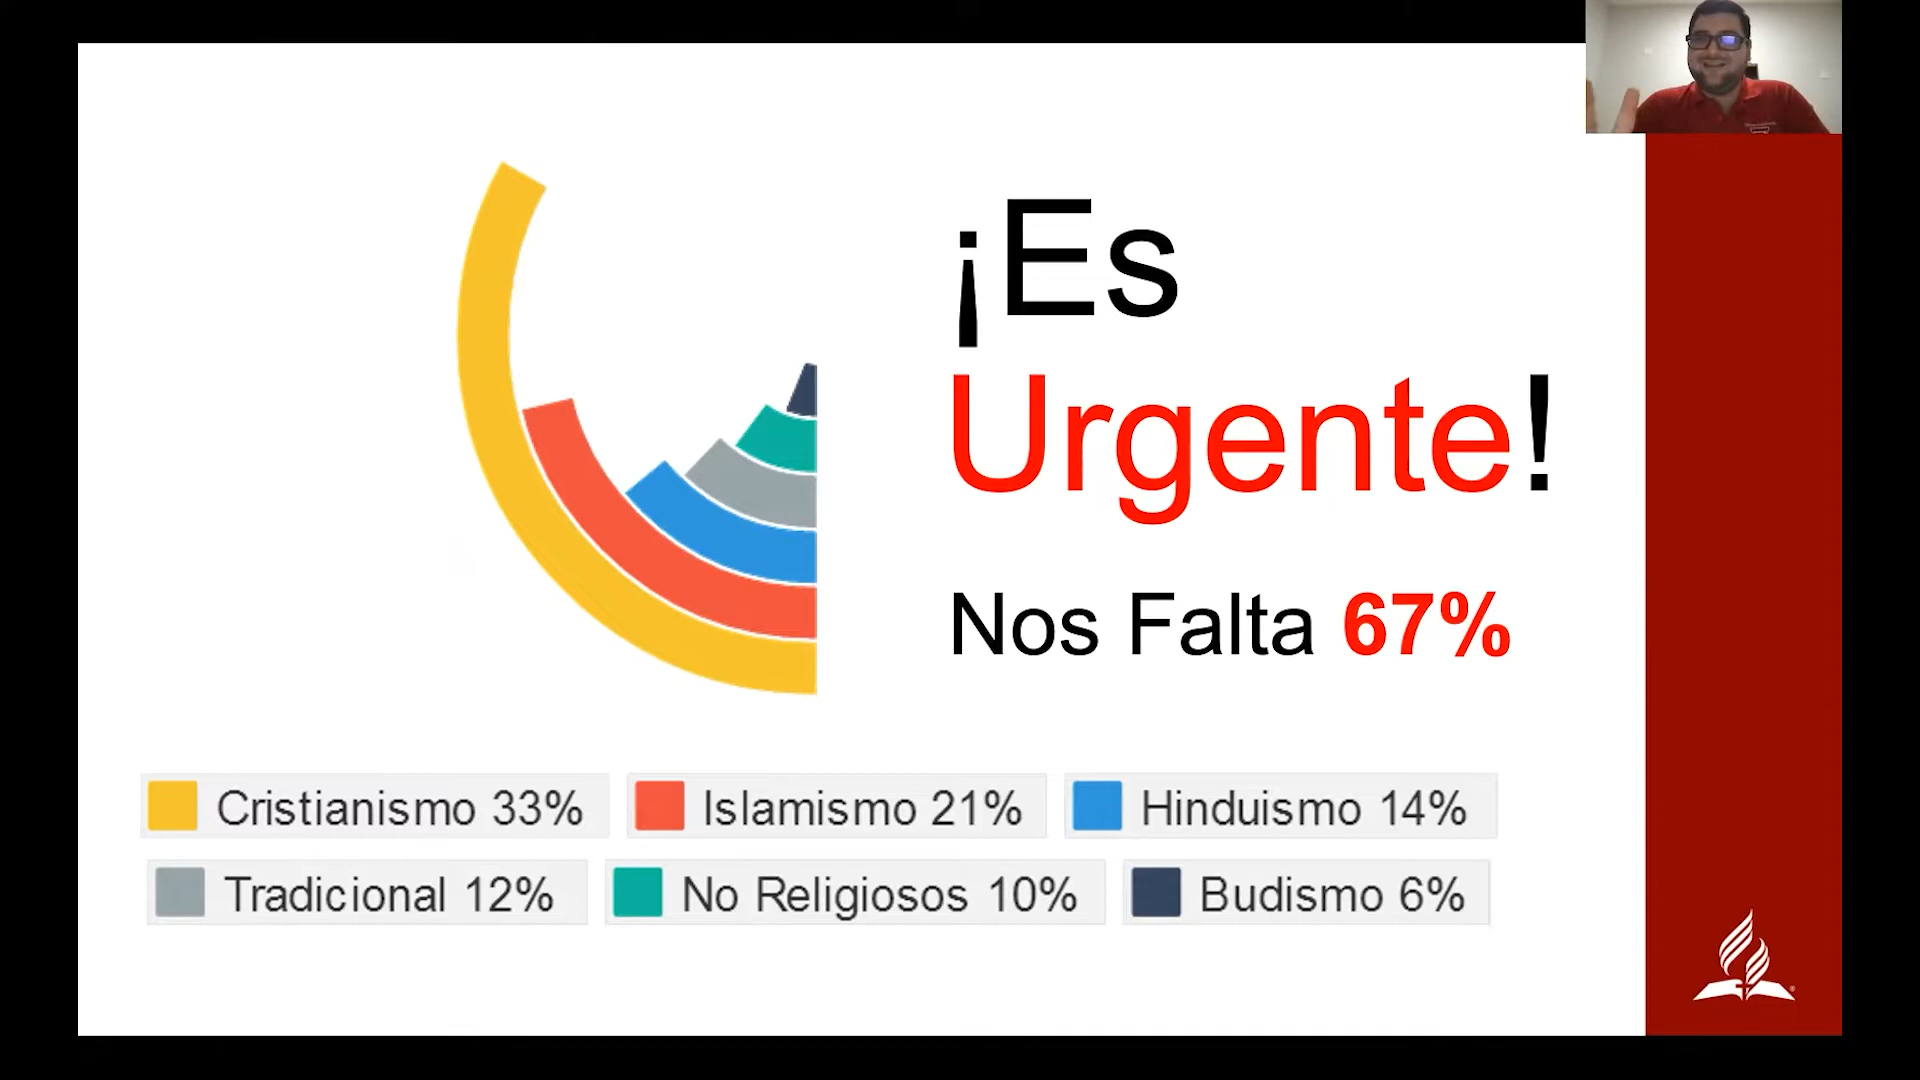 ¡Es
Urgente!
Nos Falta 67%
Cristianismo 33%
Islamismo 21%
Hinduismo 14%
Tradicional 12%
No Religiosos 10%
Budismo 6%